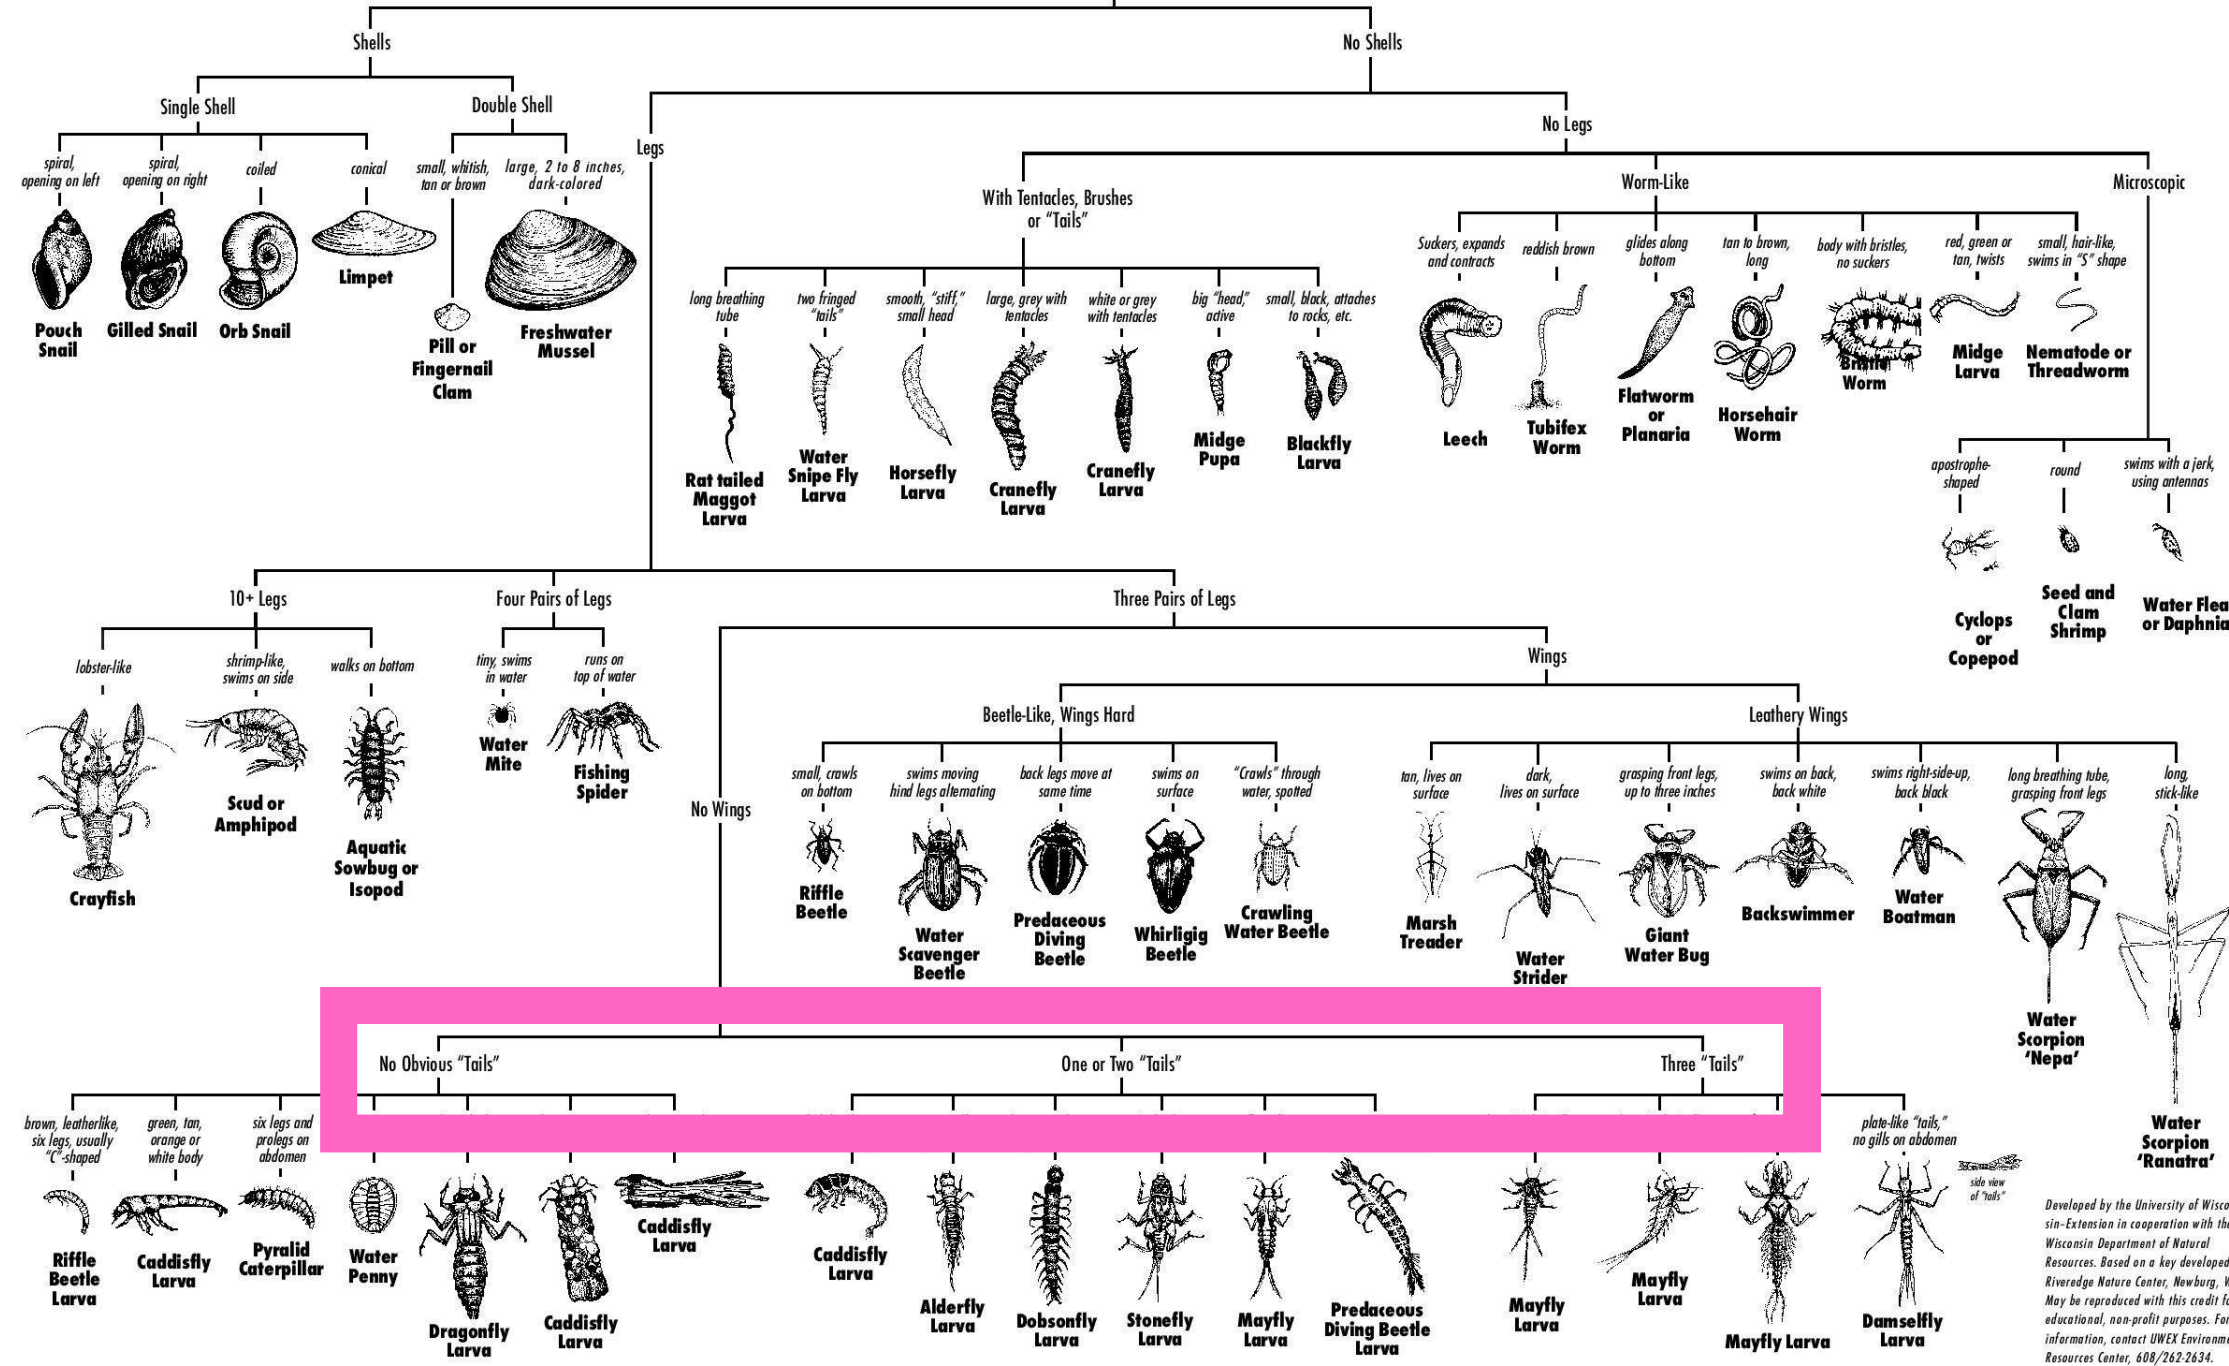 Shells
No Shells
Single Shell
Double Shell
Legs
No Legs
spiral,
opening on left
spiral,
opening on right
coiled
conical
small, whitish,
tan or brown
large, 2 to 8 inches,
dark-colored
Pouch
Snail
Gilled Snail
Orb Snail
Limpet
Pill or
Fingernail
Clam
Freshwater
Mussel
With Tentacles, Brushes
or “Tails”
Worm-Like
Microscopic
long breathing
tube
two fringed
“tails”
smooth, “stiff,”
small head
large, grey with
tentacles
white or grey
with tentacles
big “head,”
active
small, black, attaches
to rocks, etc.
Rat tailed
Maggot
Larva
Water
Snipe Fly
Larva
Horsefly
Larva
Cranefly
Larva
Cranefly
Larva
Midge
Pupa
Blackfly
Larva
Suckers, expands
and contracts
reddish brown
glides along
bottom
tan to brown,
long
body with bristles,
no suckers
red, green or
tan, twists
small, hair-like,
swims in “S” shape
Leech
Tubifex
Worm
Flatworm
or
Planaria
Horsehair
Worm
Bristle
Worm
Midge
Larva
Nematode or
Threadworm
apostrophe-
shaped
round
swims with a jerk,
using antennas
Cyclops
or
Copepod
Seed and
Clam
Shrimp
Water Flea
or Daphnia
10+ Legs
Four Pairs of Legs
Three Pairs of Legs
lobster-like
shrimp-like,
swims on side
walks on bottom
Crayfish
Scud or
Amphipod
Aquatic
Sowbug or
Isopod
tiny, swims
in water
runs on
top of water
Water
Mite
Fishing
Spider
No Wings
Wings
Beetle-Like, Wings Hard
Leathery Wings
small, crawls
on bottom
swims moving
hind legs alternating
back legs move at
same time
swims on
surface
“Crawls” through
water, spotted
Riffle
Beetle
Water
Scavenger
Beetle
Predaceous
Diving
Beetle
Whirligig
Beetle
Crawling
Water Beetle
tan, lives on
surface
dark,
lives on surface
grasping front legs,
up to three inches
swims on back,
back white
swims right-side-up,
back black
long breathing tube,
grasping front legs
long,
stick-like
Marsh
Treader
Water
Strider
Giant
Water Bug
Backswimmer
Water
Boatman
Water
Scorpion
‘Nepa’
Water
Scorpion
‘Ranatra’
No Obvious “Tails”
One or Two “Tails”
Three “Tails”
brown, leatherlike,
six legs, usually
“C”-shaped
green, tan,
orange or
white body
six legs and
prolegs on
abdomen
plate-like “tails,”
no gills on abdomen
side view
of “tails”
Riffle
Beetle
Larva
Caddisfly
Larva
Pyralid
Caterpillar
Water
Penny
Dragonfly
Larva
Caddisfly
Larva
Caddisfly
Larva
Caddisfly
Larva
Alderfly
Larva
Dobsonfly
Larva
Stonefly
Larva
Mayfly
Larva
Predaceous
Diving Beetle
Larva
Mayfly
Larva
Mayfly
Larva
Mayfly Larva
Damselfly
Larva
Developed by the University of Wisco
sin–Extension in cooperation with the
Wisconsin Department of Natural
Resources. Based on a key developed
Riveredge Nature Center, Newburg, W
May be reproduced with this credit fo
educational, non-profit purposes. For
information, contact UWEX Environme
Resources Center, 608/262-2634.